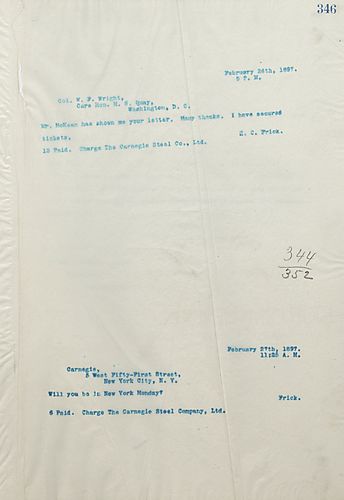 346
February 26th, 1897.
5 P. M.
Col. W. F. Wright,
Care Hon. M. S. Quay,
Washington, D. C.
Mr. McKean has shown me your letter. Many thanks. I have secured
tickets.
H. C. Frick.
13 Paid. Charge The Carnegie Steel Co., Ltd.
344
352
February 27th, 1897.
11:25 A. M.
Carnegie,
5 West Fifty-First Street,
New York City, N. Y.
Will you be in New York Monday?
Frick.
6 Paid. Charge The Carnegie Steel Company, Ltd.